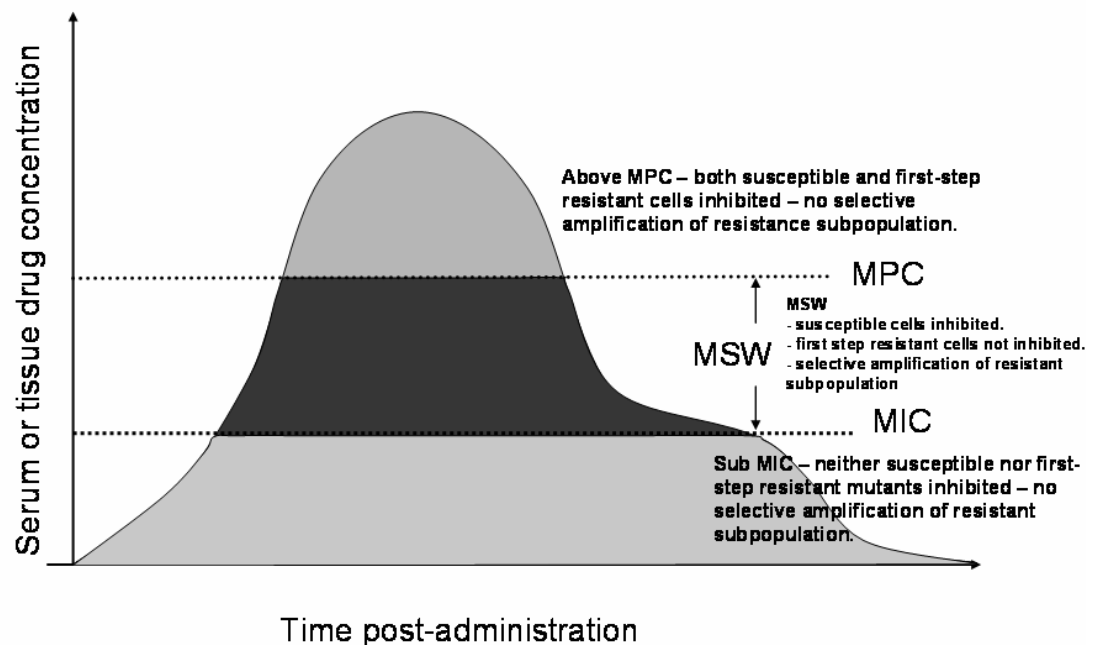 Serum or tissue drug concentration
Above MPC – both susceptible and first-step
resistant cells inhibited – no selective
amplification of resistance subpopulation.
MPC
MSW
MSW
- susceptible cells inhibited.
- first step resistant cells not inhibited.
- selective amplification of resistant
subpopulation
MIC
Sub MIC – neither susceptible nor first-
step resistant mutants inhibited – no
selective amplification of resistant
subpopulation.
Time post-administration